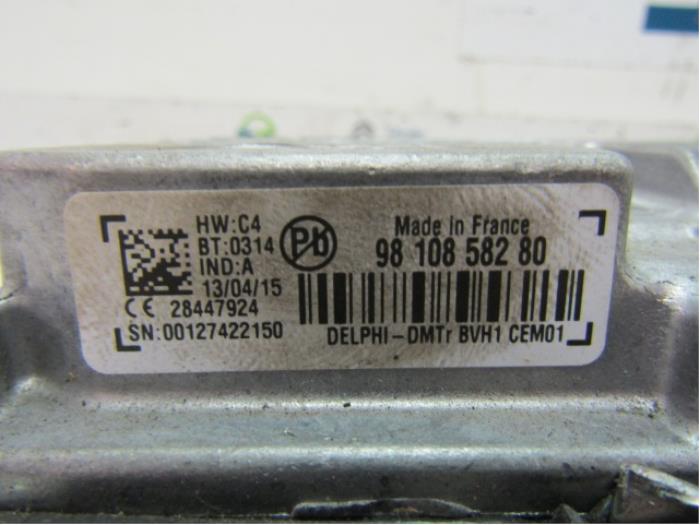 HW:C4
BT:0314
IND:A
13/04/15
CE 28447924
SN:00127422150
Pb
Made in France
98 108 582 80
DELPHI-DMTr BVH1 CEM01